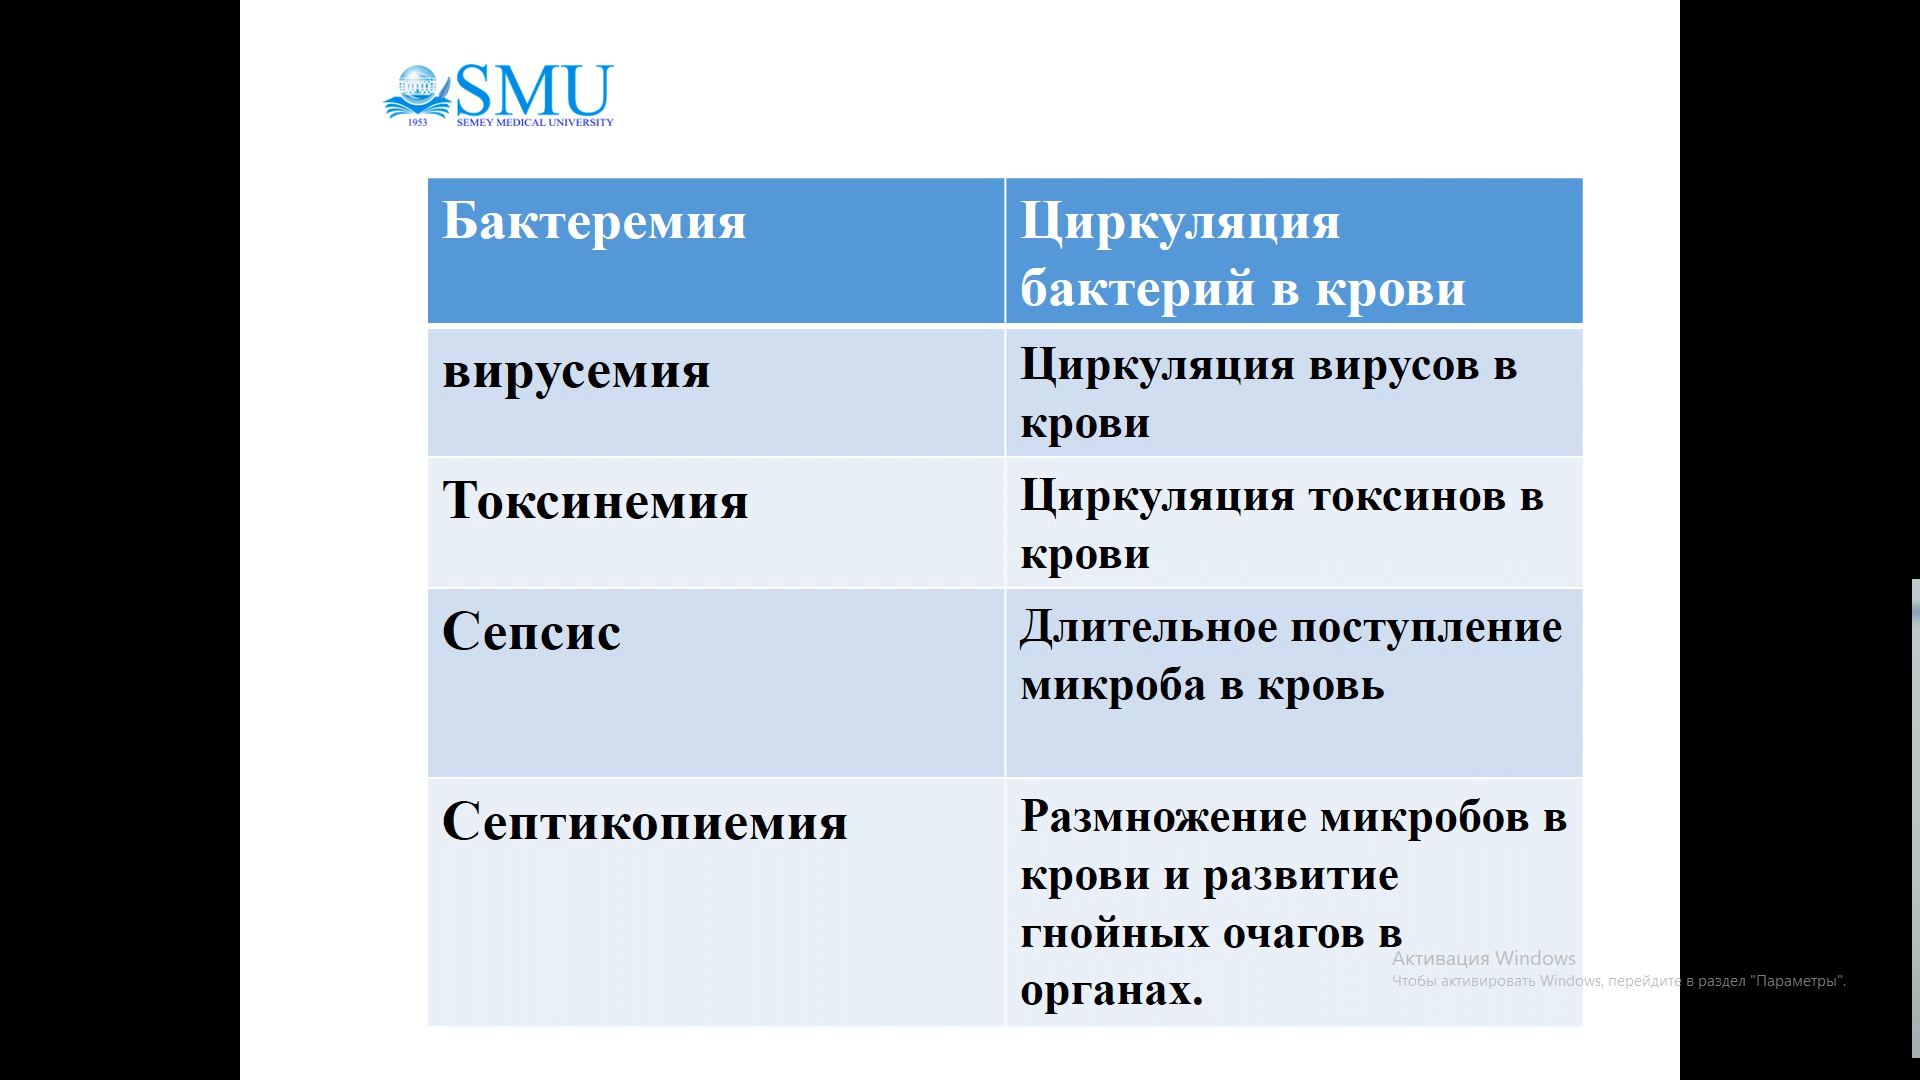 SMU
1953
SEMEY MEDICAL UNIVERSITY
Бактеремия
Циркуляция
бактерий в крови
вирусемия
Циркуляция вирусов в
крови
Токсинемия
Циркуляция токсинов в
крови
Сепсис
Длительное поступление
микроба в кровь
Септикопиемия
Размножение микробов в
крови и развитие
гнойных очагов в
органах.
Активация Windows
Чтобы активировать Windows, перейдите в раздел "Параметры".